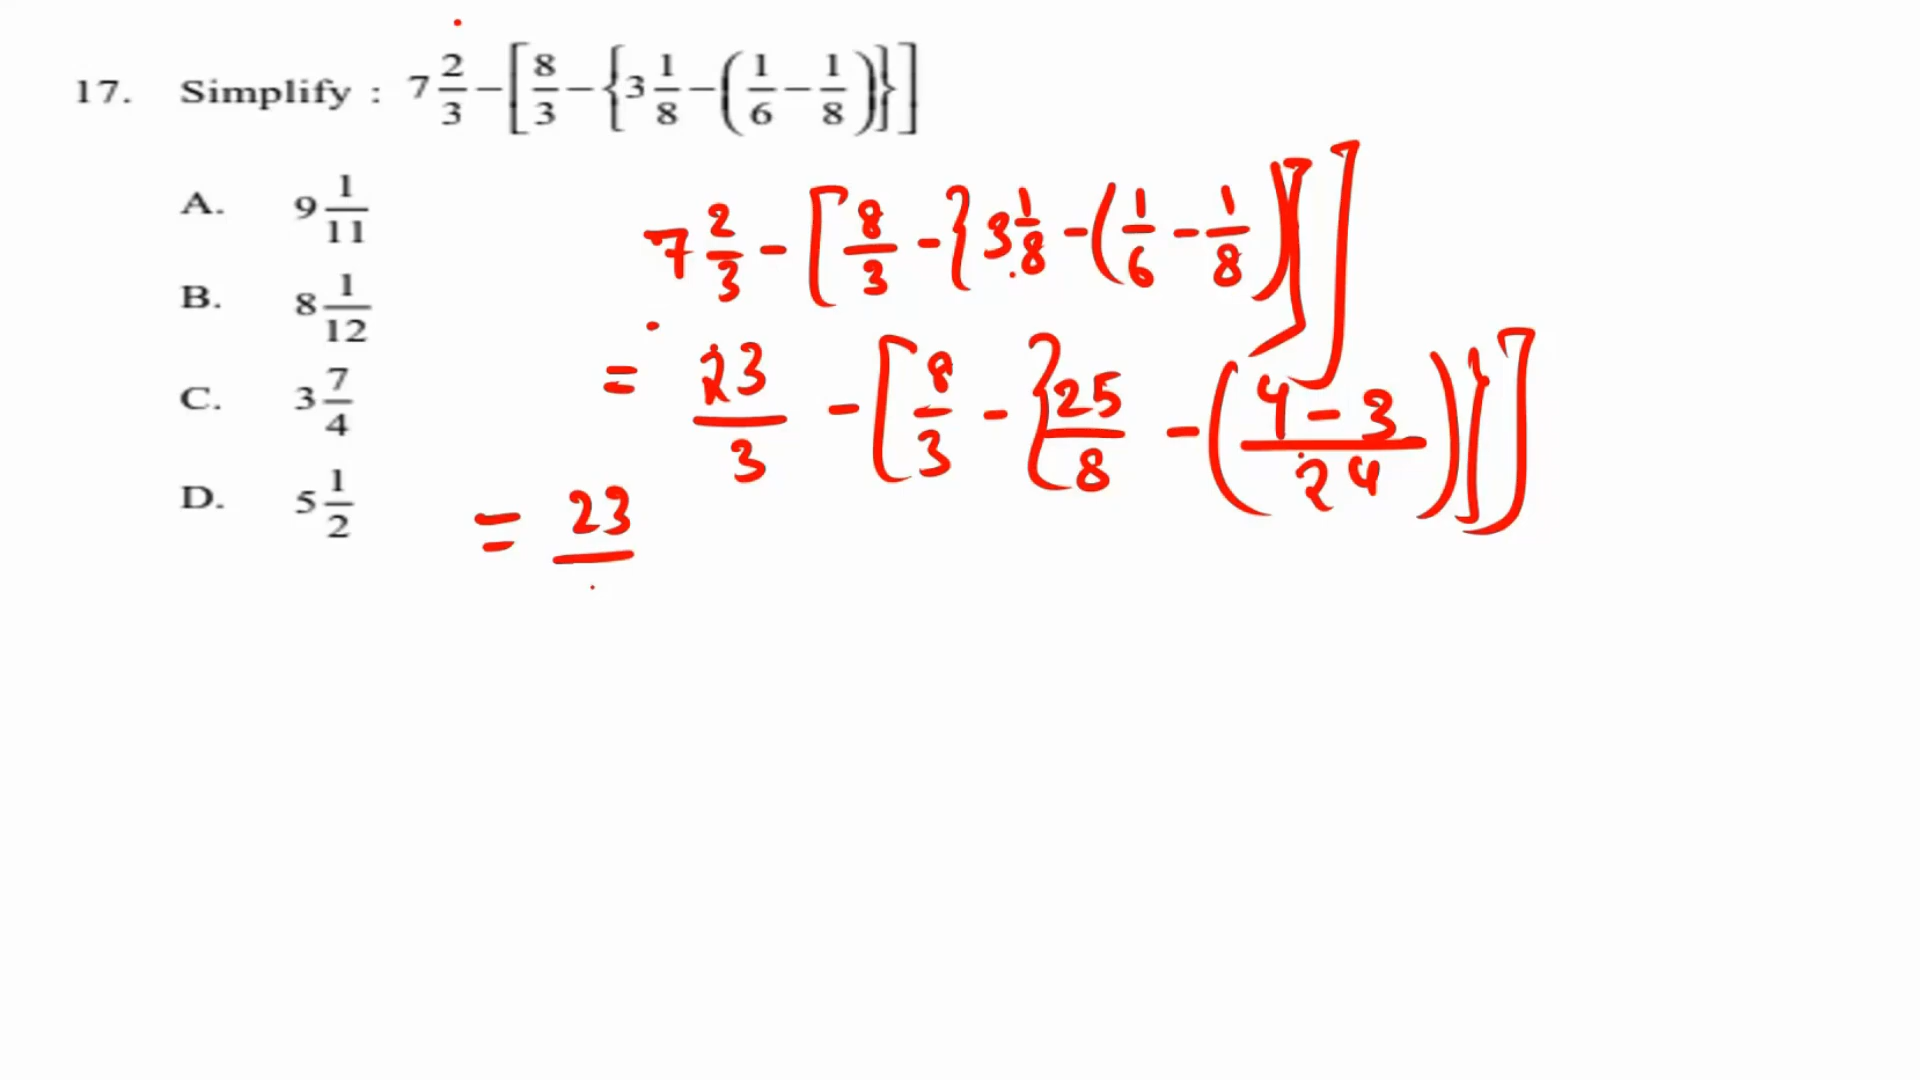 17. Simplify : 7 2/3 − [8/3 − {3 1/8 − (1/6 − 1/8)}]
A. 9 1/11
B. 8 1/12
C. 3 7/4
D. 5 1/2
7 2/3 - [8/3 - {3 1/8 - (1/6 - 1/8)}]
= 23/3 - [8/3 - {25/8 - ((4-3)/24)}]
= 23/